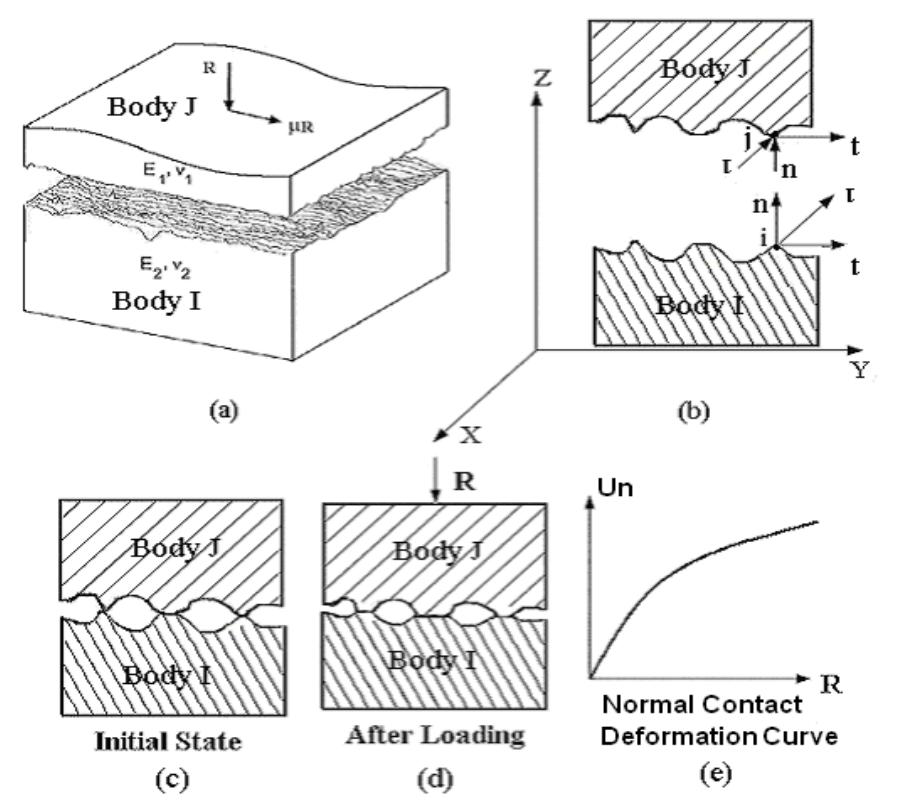 R
Body J
μR
E1, ν1
E2, ν2
Body I
(a)
Z
Body J
j
t
ι
n
n
ι
i
t
Body I
Y
(b)
X
R
Body J
Body I
Initial State
(c)
Body J
Body I
After Loading
(d)
Un
R
Normal Contact
Deformation Curve
(e)